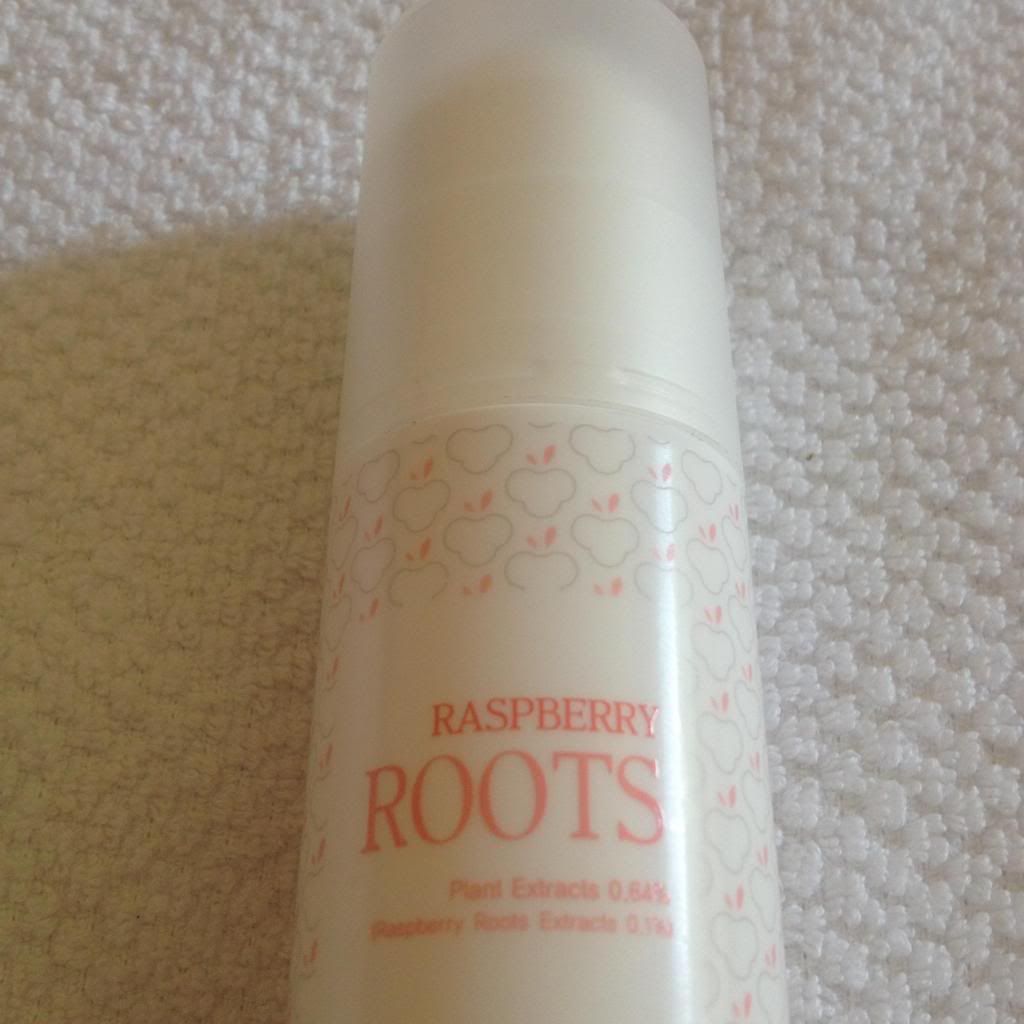 RASPBERRY
ROOTS
Plant Extracts 0.64%
(Raspberry Roots Extracts 0.1%)